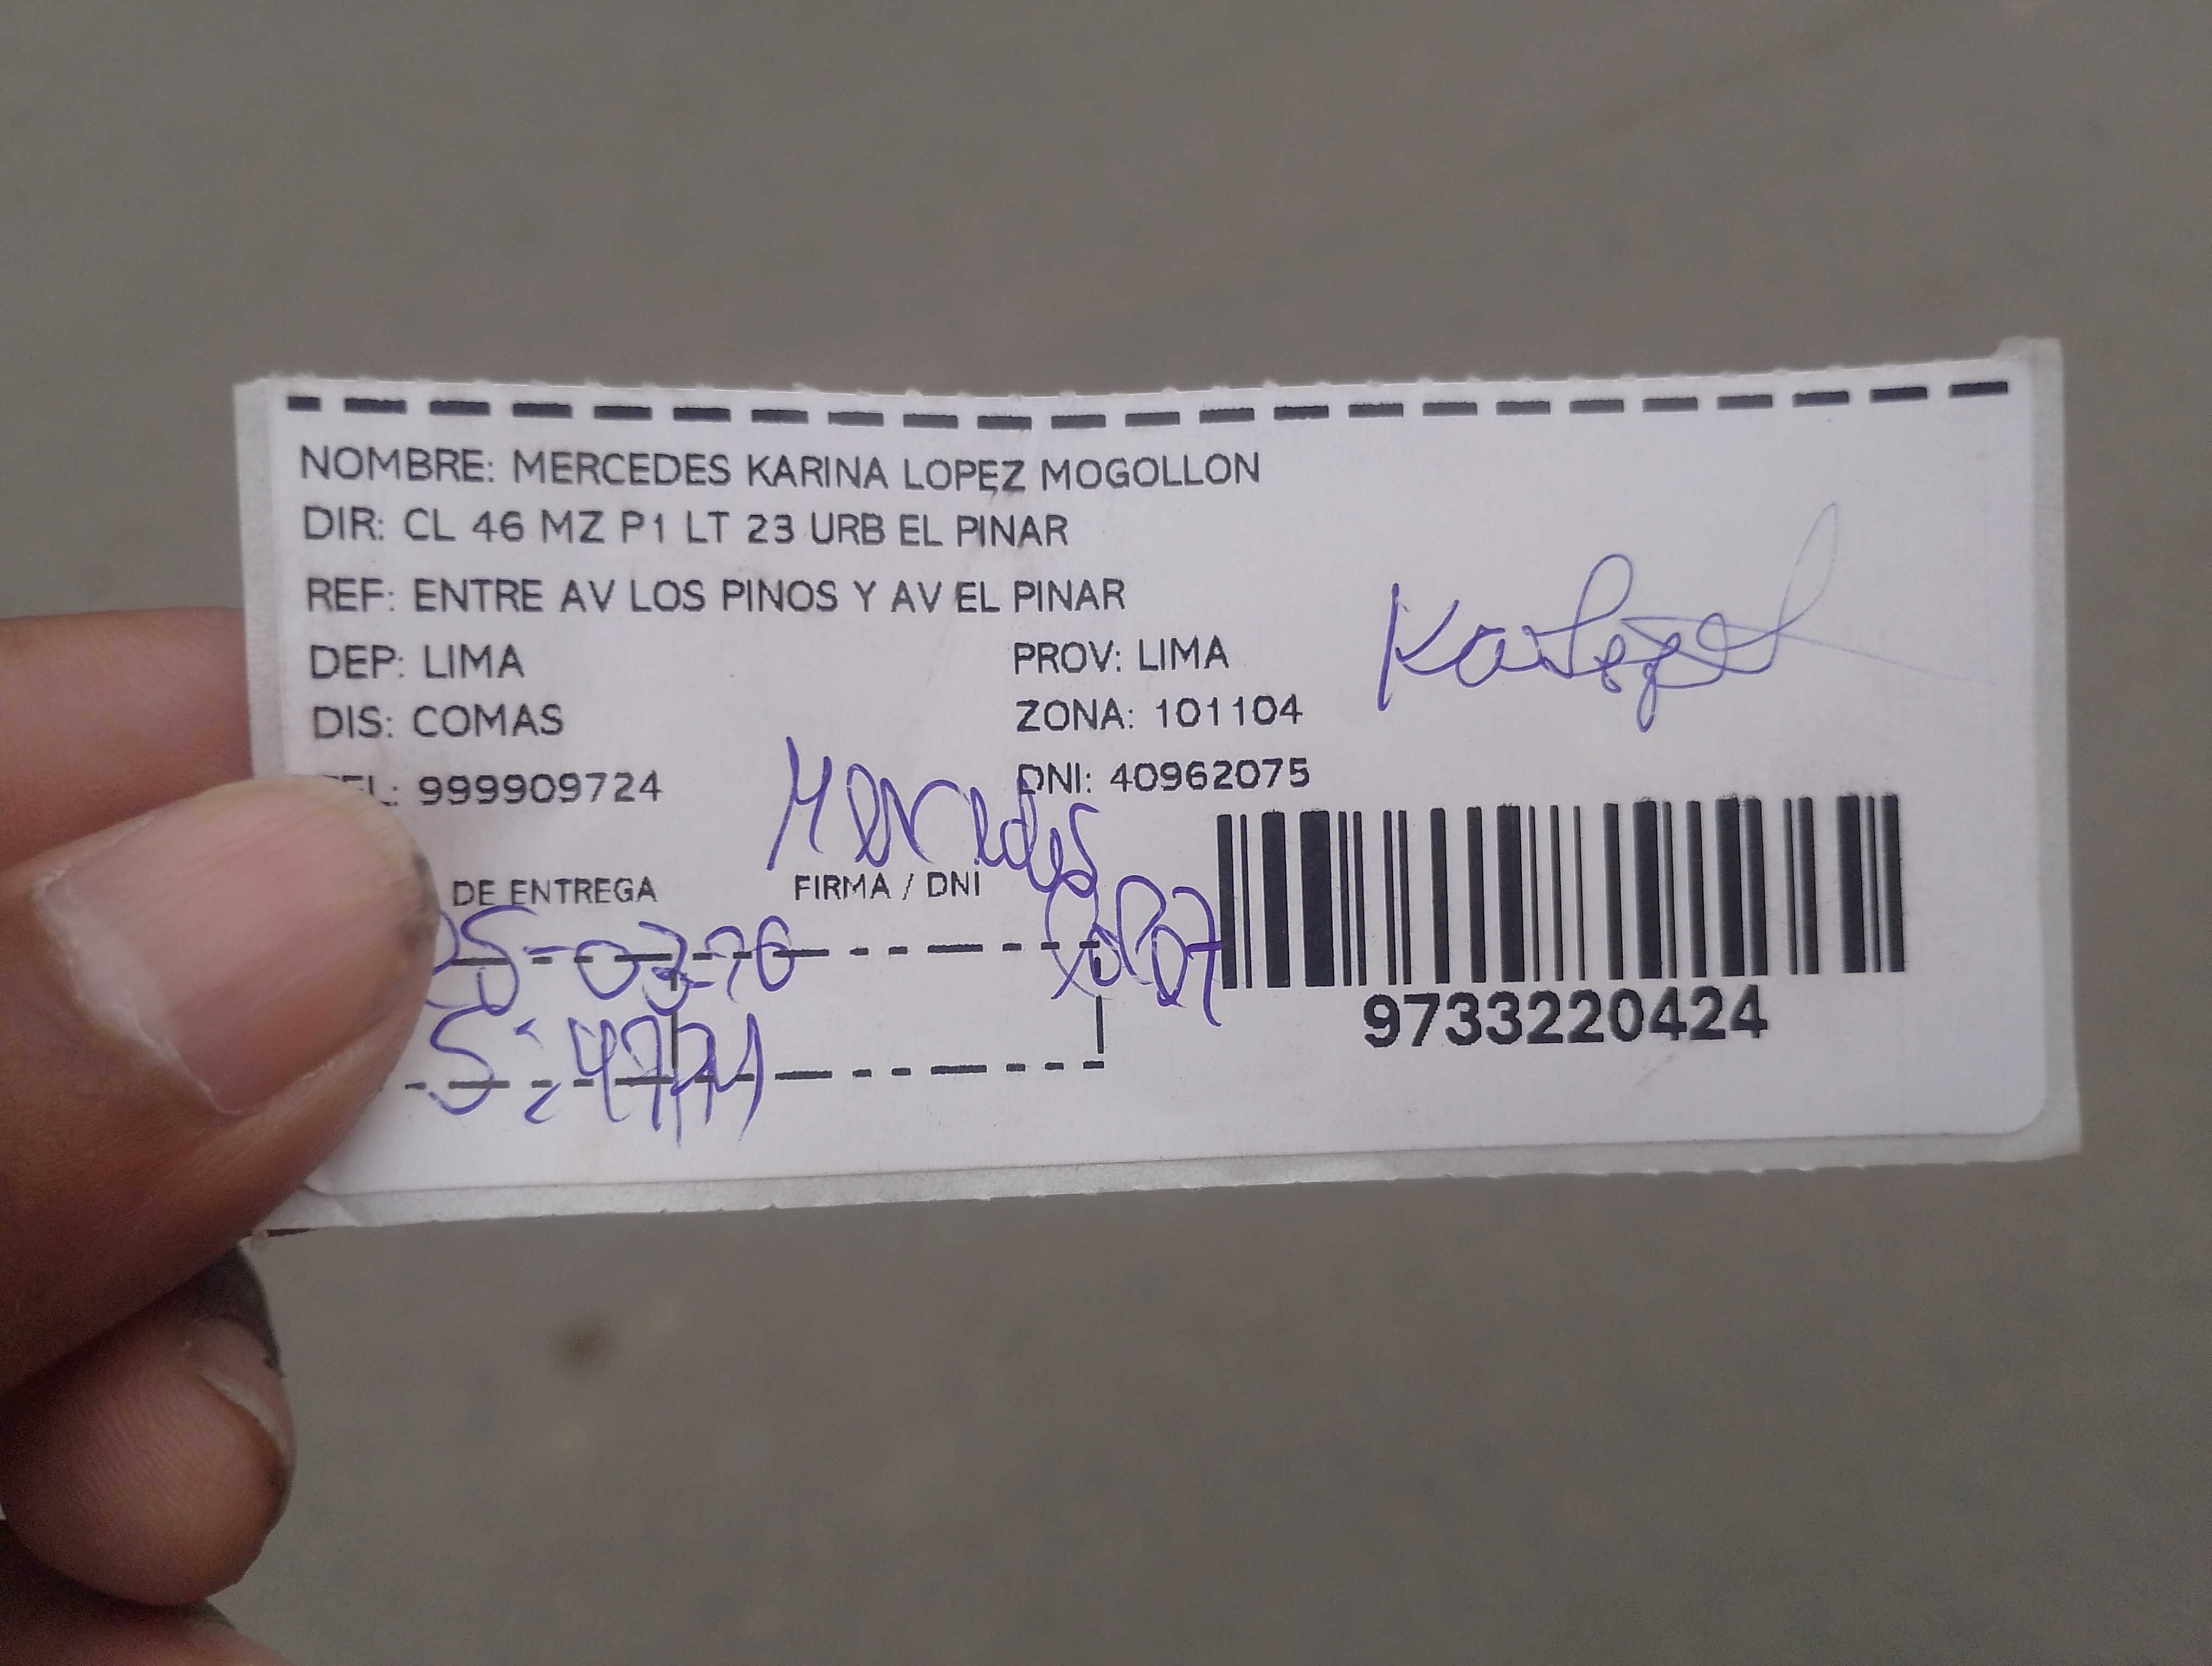 NOMBRE: MERCEDES KARINA LOPEZ MOGOLLON
DIR: CL 46 MZ P1 LT 23 URB EL PINAR
REF: ENTRE AV LOS PINOS Y AV EL PINAR
DEP: LIMA PROV: LIMA
DIS: COMAS ZONA: 101104
EL: 999909724 DNI: 40962075
Mercedes
DE ENTREGA FIRMA / DNI
9733220424